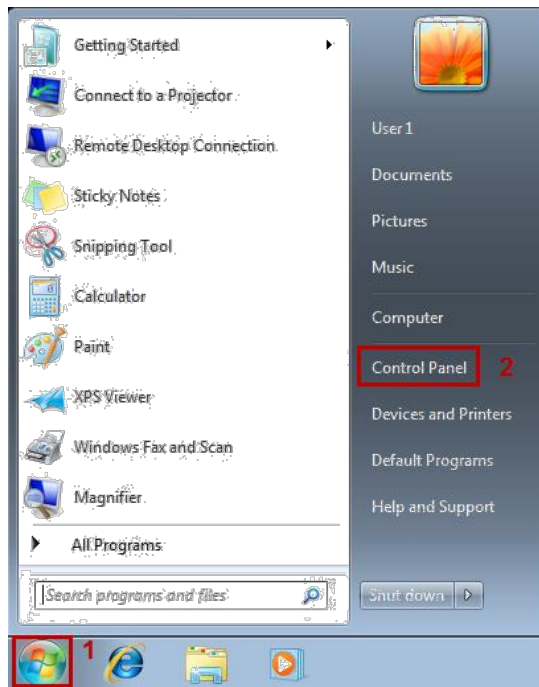 Getting Started
Connect to a Projector
Remote Desktop Connection
Sticky Notes
Snipping Tool
Calculator
Paint
XPS Viewer
Windows Fax and Scan
Magnifier
All Programs
Search programs and files
User1
Documents
Pictures
Music
Computer
Control Panel 2
Devices and Printers
Default Programs
Help and Support
Shut down
1